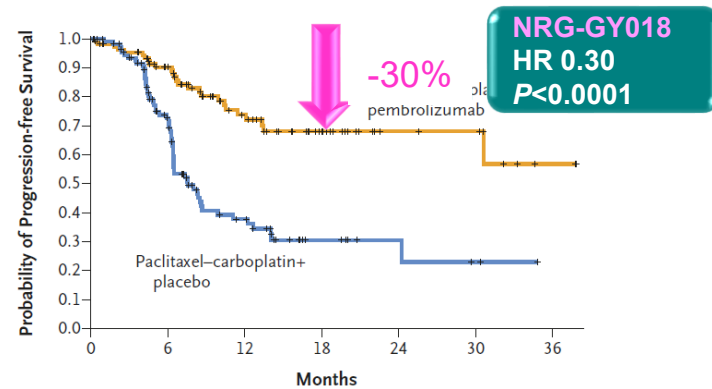 NRG-GY018
HR 0.30
P<0.0001
-30%
pembrolizumab
Paclitaxel–carboplatin+
placebo
Probability of Progression-free Survival
1.0
0.9
0.8
0.7
0.6
0.5
0.4
0.3
0.2
0.1
0.0
0 6 12 18 24 30 36
Months